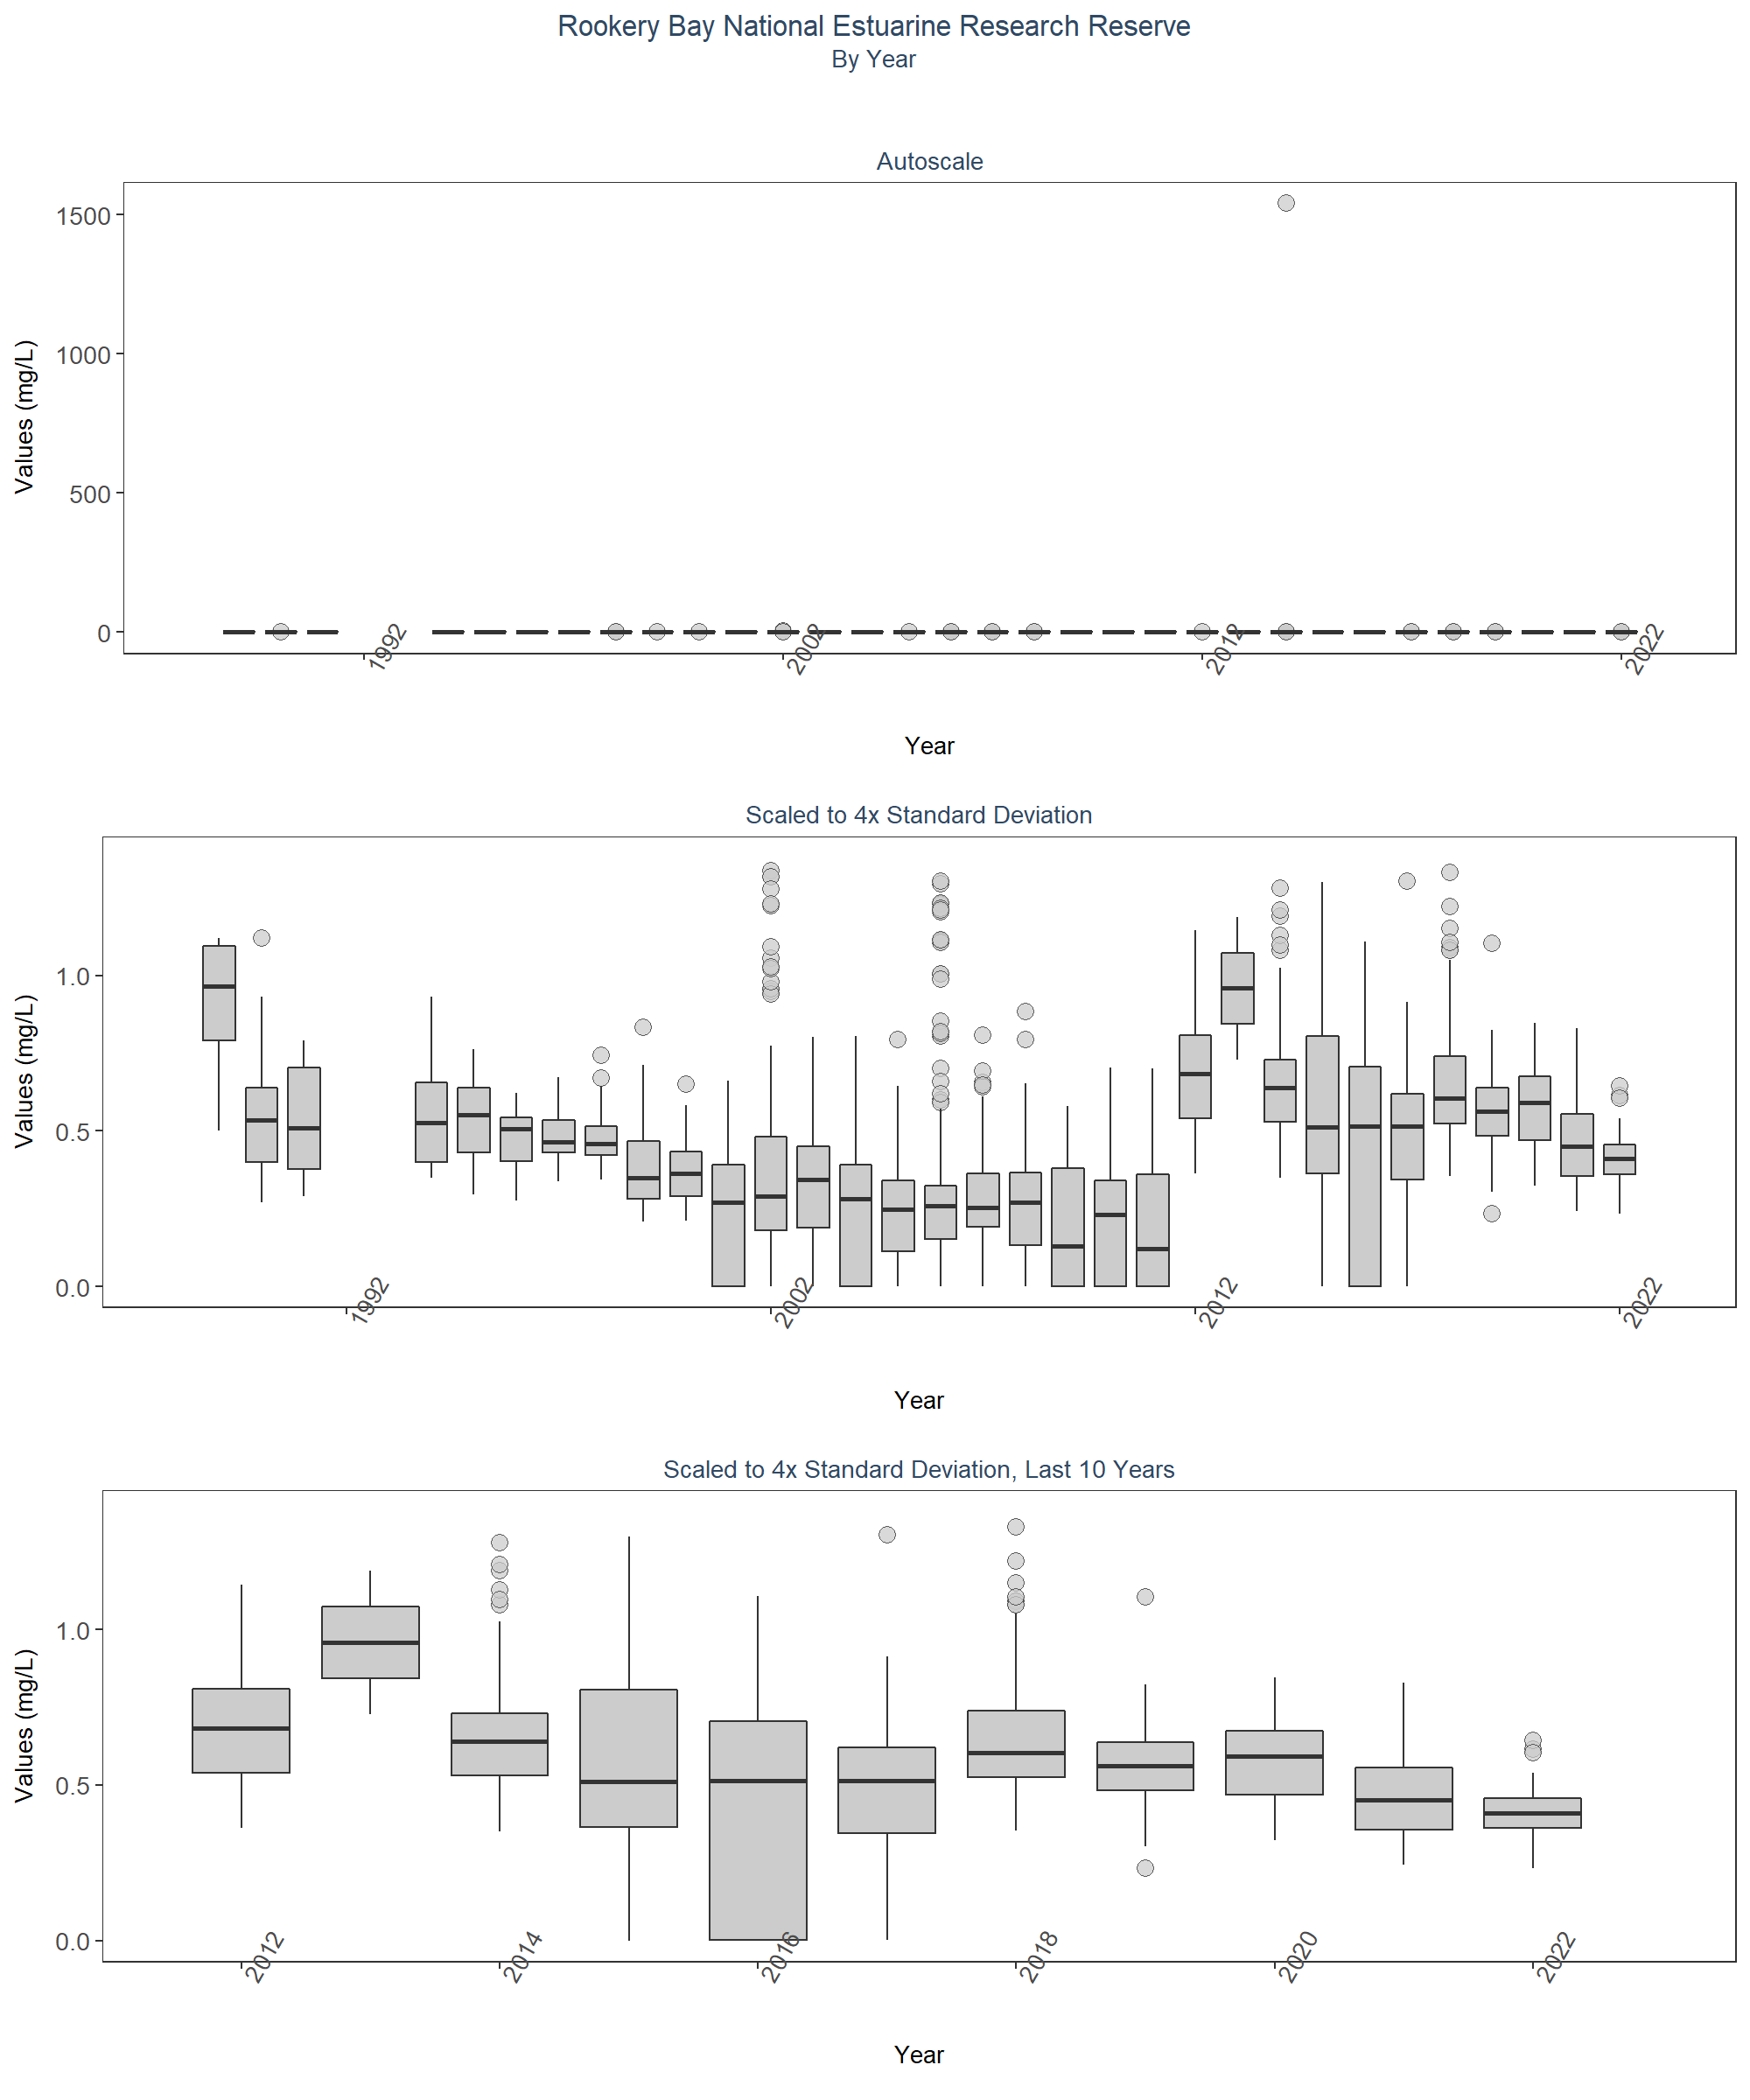 Rookery Bay National Estuarine Research Reserve
By Year
Autoscale
Values (mg/L)
1500
1000
500
0
1992
2002
2012
2022
Year
Scaled to 4x Standard Deviation
Values (mg/L)
1.0
0.5
0.0
1992
2002
2012
2022
Year
Scaled to 4x Standard Deviation, Last 10 Years
Values (mg/L)
1.0
0.5
0.0
2012
2014
2016
2018
2020
2022
Year